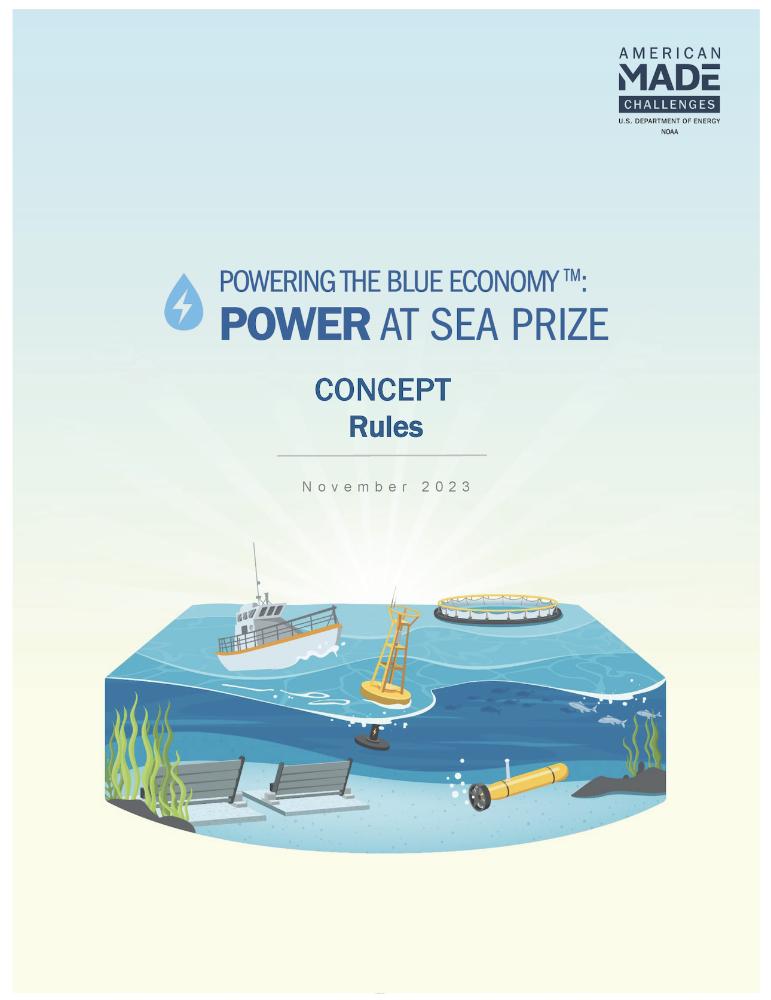 AMERICAN
MADE
CHALLENGES
U.S. DEPARTMENT OF ENERGY
NOAA
POWERING THE BLUE ECONOMY™:
POWER AT SEA PRIZE
CONCEPT
Rules
November 2023